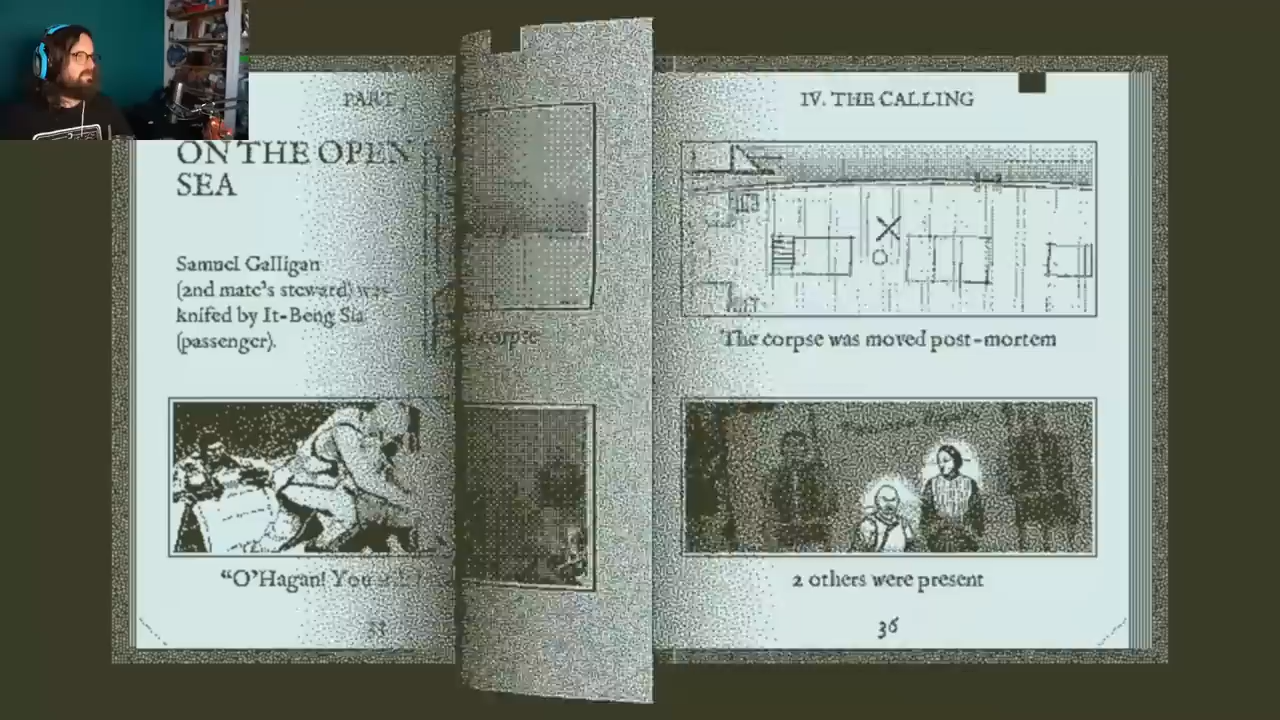 PART
ON THE OPEN
SEA
Samuel Galligan
(2nd mate's steward) was
knifed by It-Beng Sia
(passenger).
"O'Hagan! You
corpse
IV. THE CALLING
The corpse was moved post-mortem
2 others were present
36